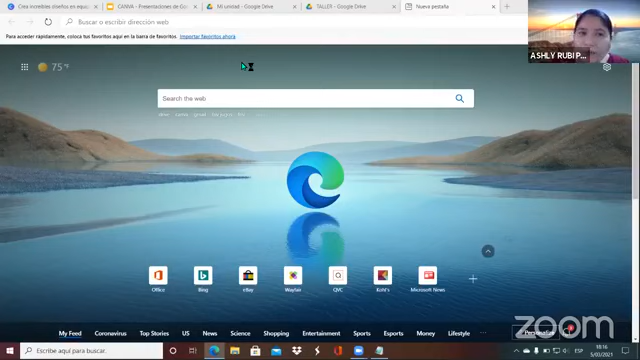 Crea increíbles diseños en equip
CANVA - Presentaciones de Go
Mi unidad - Google Drive
TALLER - Google Drive
Nueva pestaña
Buscar o escribir dirección web
Para acceder rápidamente, coloca tus favoritos aquí en la barra de favoritos. Importar favoritos ahora
ASHLY RUBI P...
75 °F
Search the web
gmail
Office
Bing
eBay
Wayfair
QVC
Kohl's
Microsoft News
My Feed
Coronavirus
Top Stories
US
News
Science
Shopping
Entertainment
Sports
Esports
Money
Lifestyle
...
Personalize
zoom
Escribe aquí para buscar.
ESP
18:16
5/03/2021